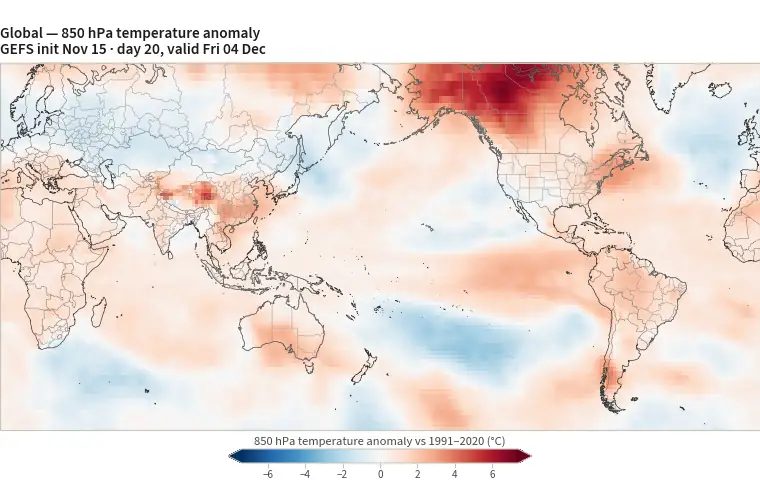 Global — 850 hPa temperature anomaly
GEFS init Nov 15 · day 20, valid Fri 04 Dec
850 hPa temperature anomaly vs 1991–2020 (°C)
−6 −4 −2 0 2 4 6